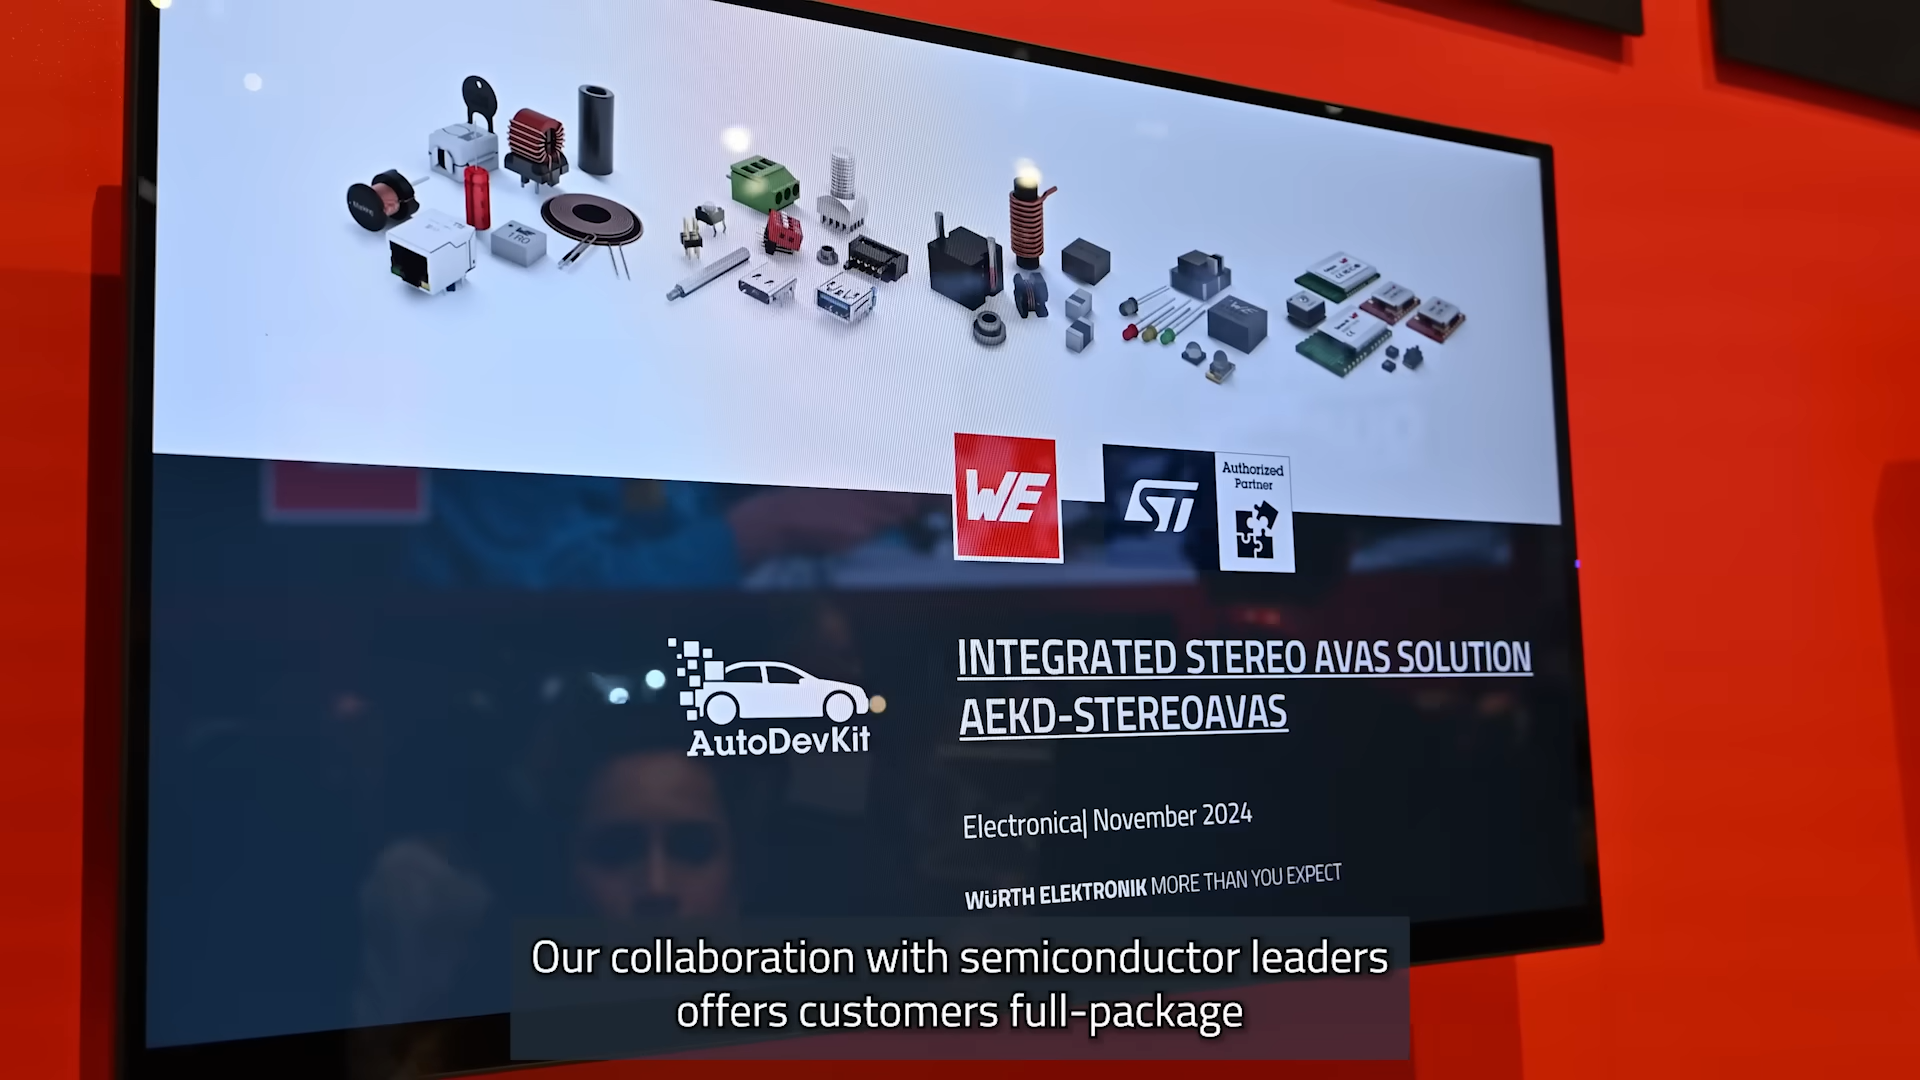 WE
ST
Authorized
Partner
INTEGRATED STEREO AVAS SOLUTION
AEKD-STEREOAVAS
AutoDevKit
Electronica| November 2024
WÜRTH ELEKTRONIK MORE THAN YOU EXPECT
Our collaboration with semiconductor leaders
offers customers full-package